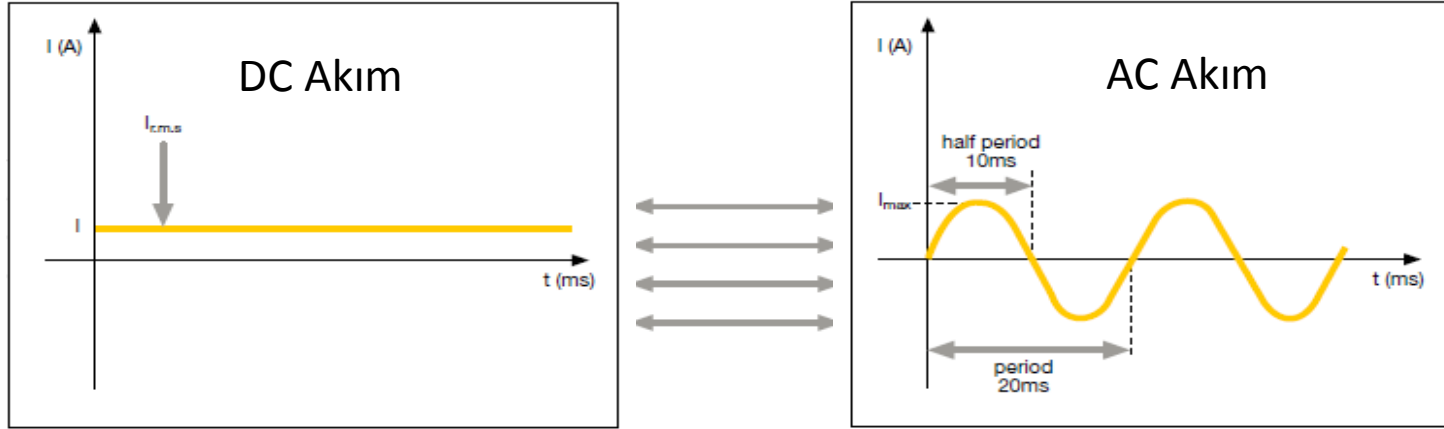 I (A)
DC Akım
Ir.m.s
I
t (ms)
I (A)
AC Akım
half period
10ms
Imax
t (ms)
period
20ms